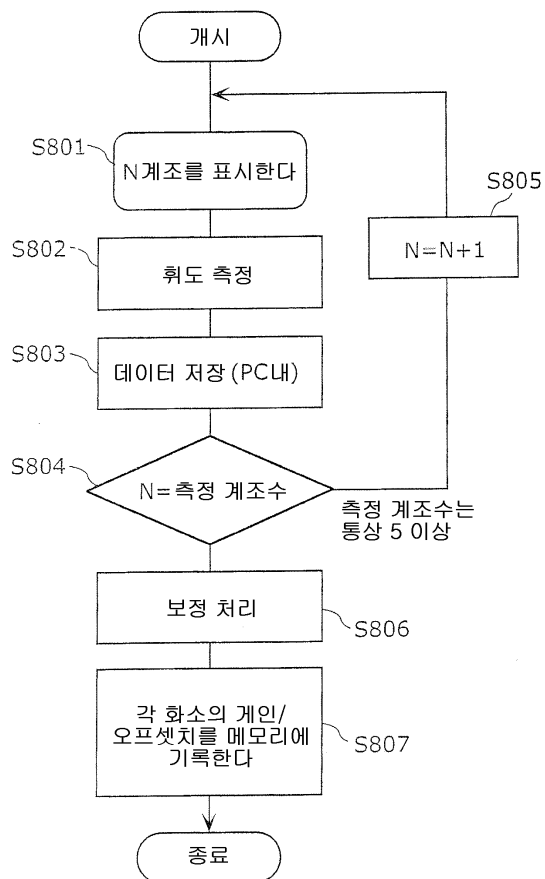 개시
S801
N계조를 표시한다
S802
휘도 측정
S803
데이터 저장(PC내)
S804
N=측정 계조수
S805
N=N+1
측정 계조수는
통상 5 이상
보정 처리
S806
각 화소의 게인/
오프셋치를 메모리에
기록한다
S807
종료